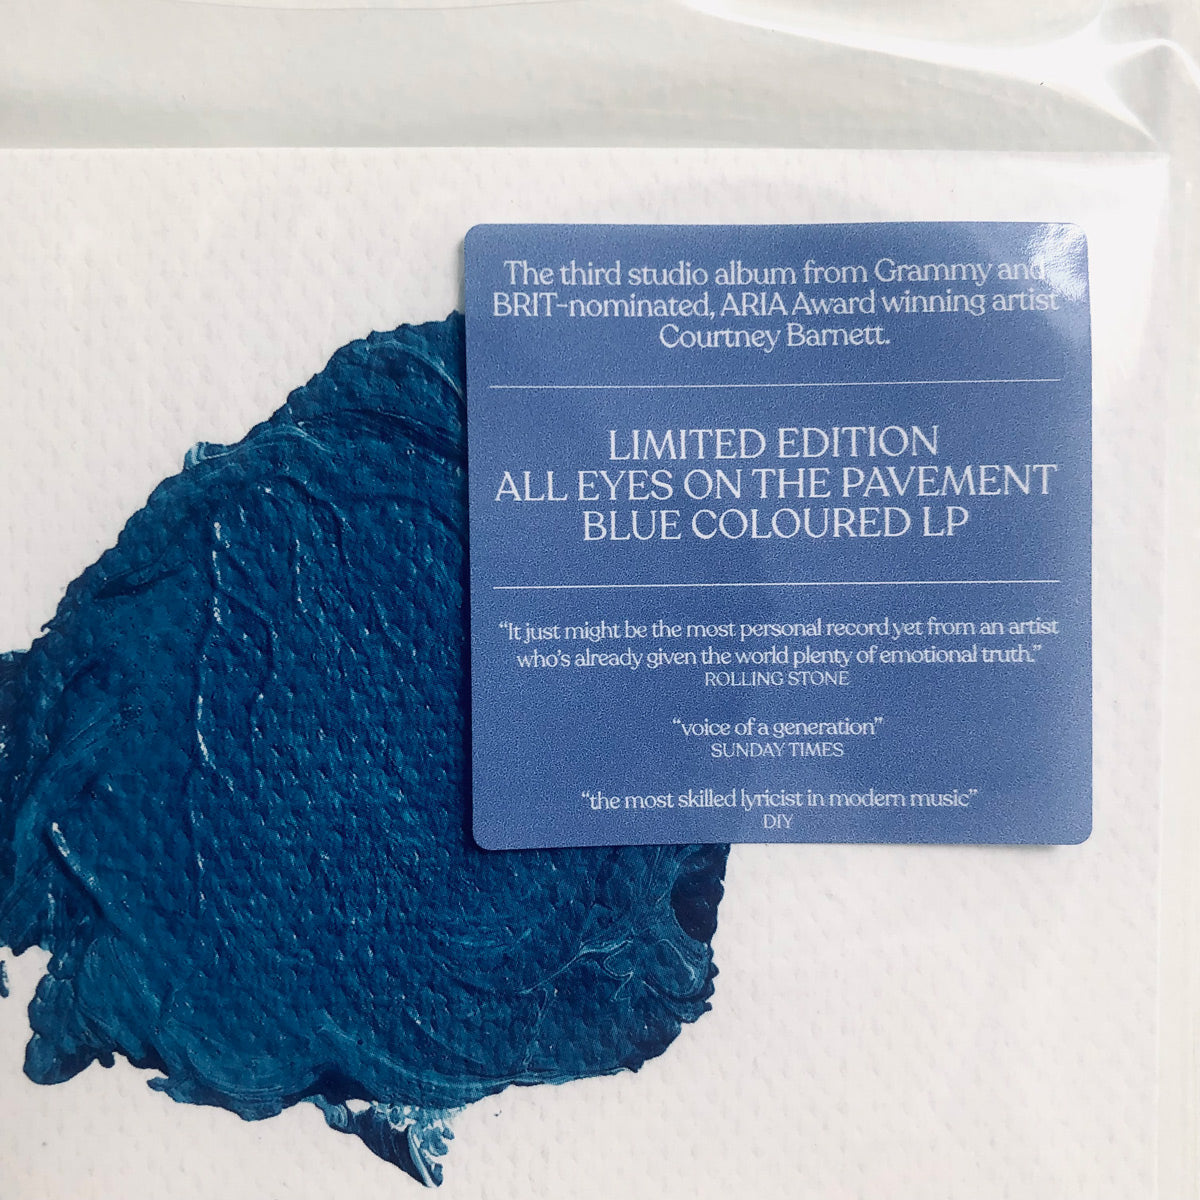 The third studio album from Grammy and
BRIT-nominated, ARIA Award winning artist
Courtney Barnett.
LIMITED EDITION
ALL EYES ON THE PAVEMENT
BLUE COLOURED LP
“It just might be the most personal record yet from an artist
who’s already given the world plenty of emotional truth.”
ROLLING STONE
“voice of a generation”
SUNDAY TIMES
“the most skilled lyricist in modern music”
DIY